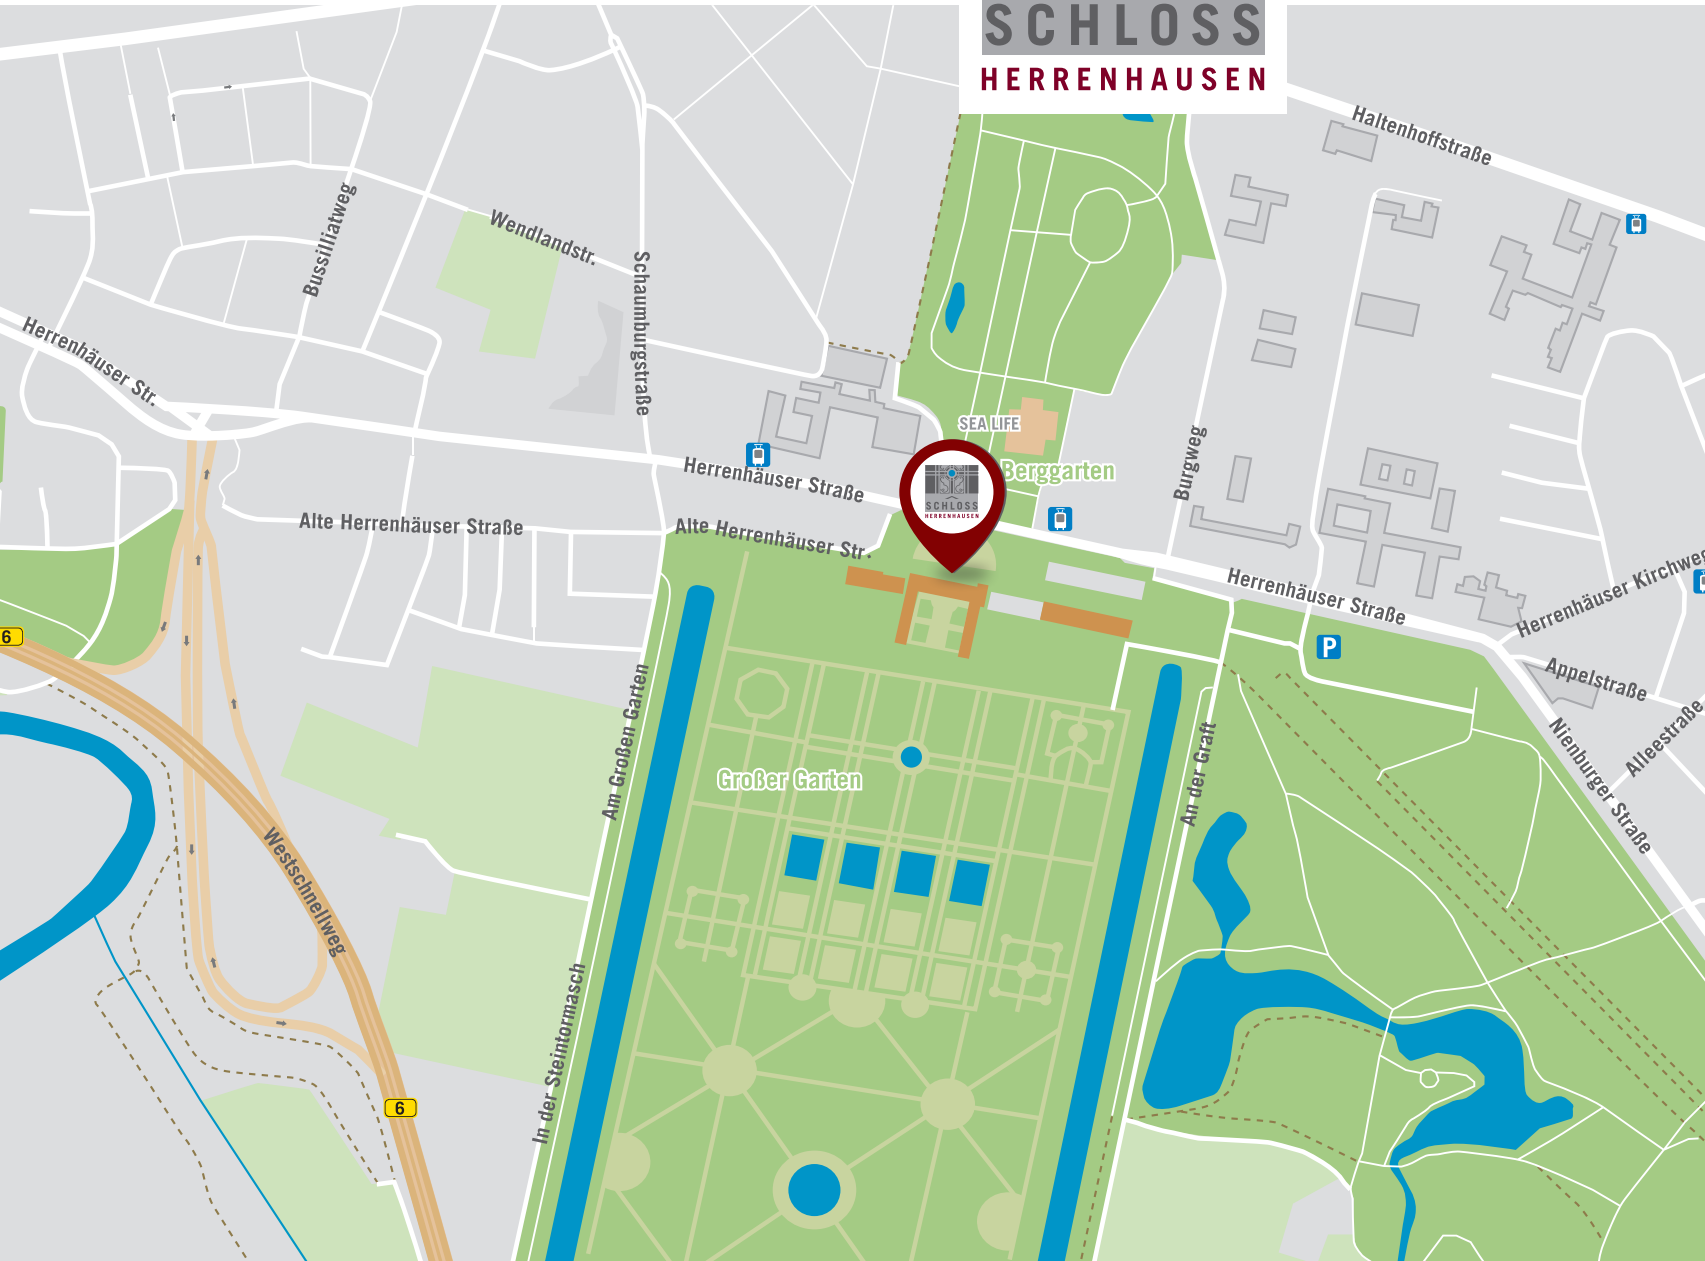 SCHLOSS
HERRENHAUSEN
Haltenhoffstraße
Wendlandstr.
Bussilliatweg
Schaumburgstraße
Herrenhäuser Str.
SEA LIFE
Berggarten
Burgweg
Herrenhäuser Straße
SCHLOSS
HERRENHAUSEN
Alte Herrenhäuser Straße
Alte Herrenhäuser Str.
Herrenhäuser Straße
Herrenhäuser Kirchweg
P
6
Appelstraße
Am Großen Garten
An der Graft
Alleestraße
Nienburger Straße
Großer Garten
Westschnellweg
In der Steintormasch
6